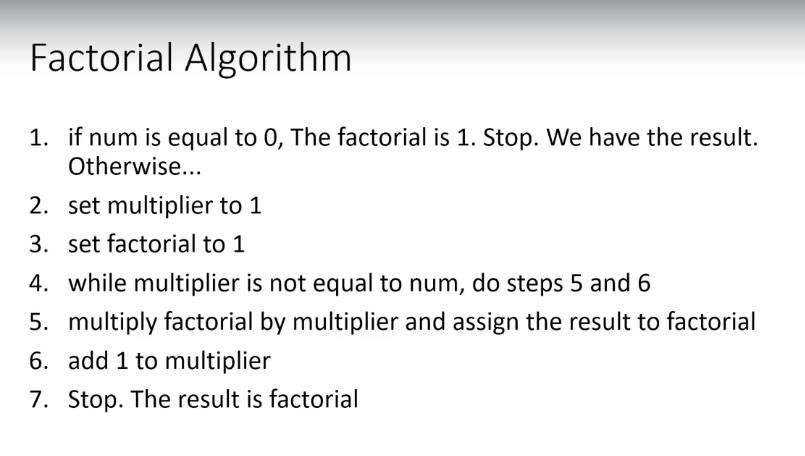 Factorial Algorithm
1. if num is equal to 0, The factorial is 1. Stop. We have the result.
Otherwise...
2. set multiplier to 1
3. set factorial to 1
4. while multiplier is not equal to num, do steps 5 and 6
5. multiply factorial by multiplier and assign the result to factorial
6. add 1 to multiplier
7. Stop. The result is factorial